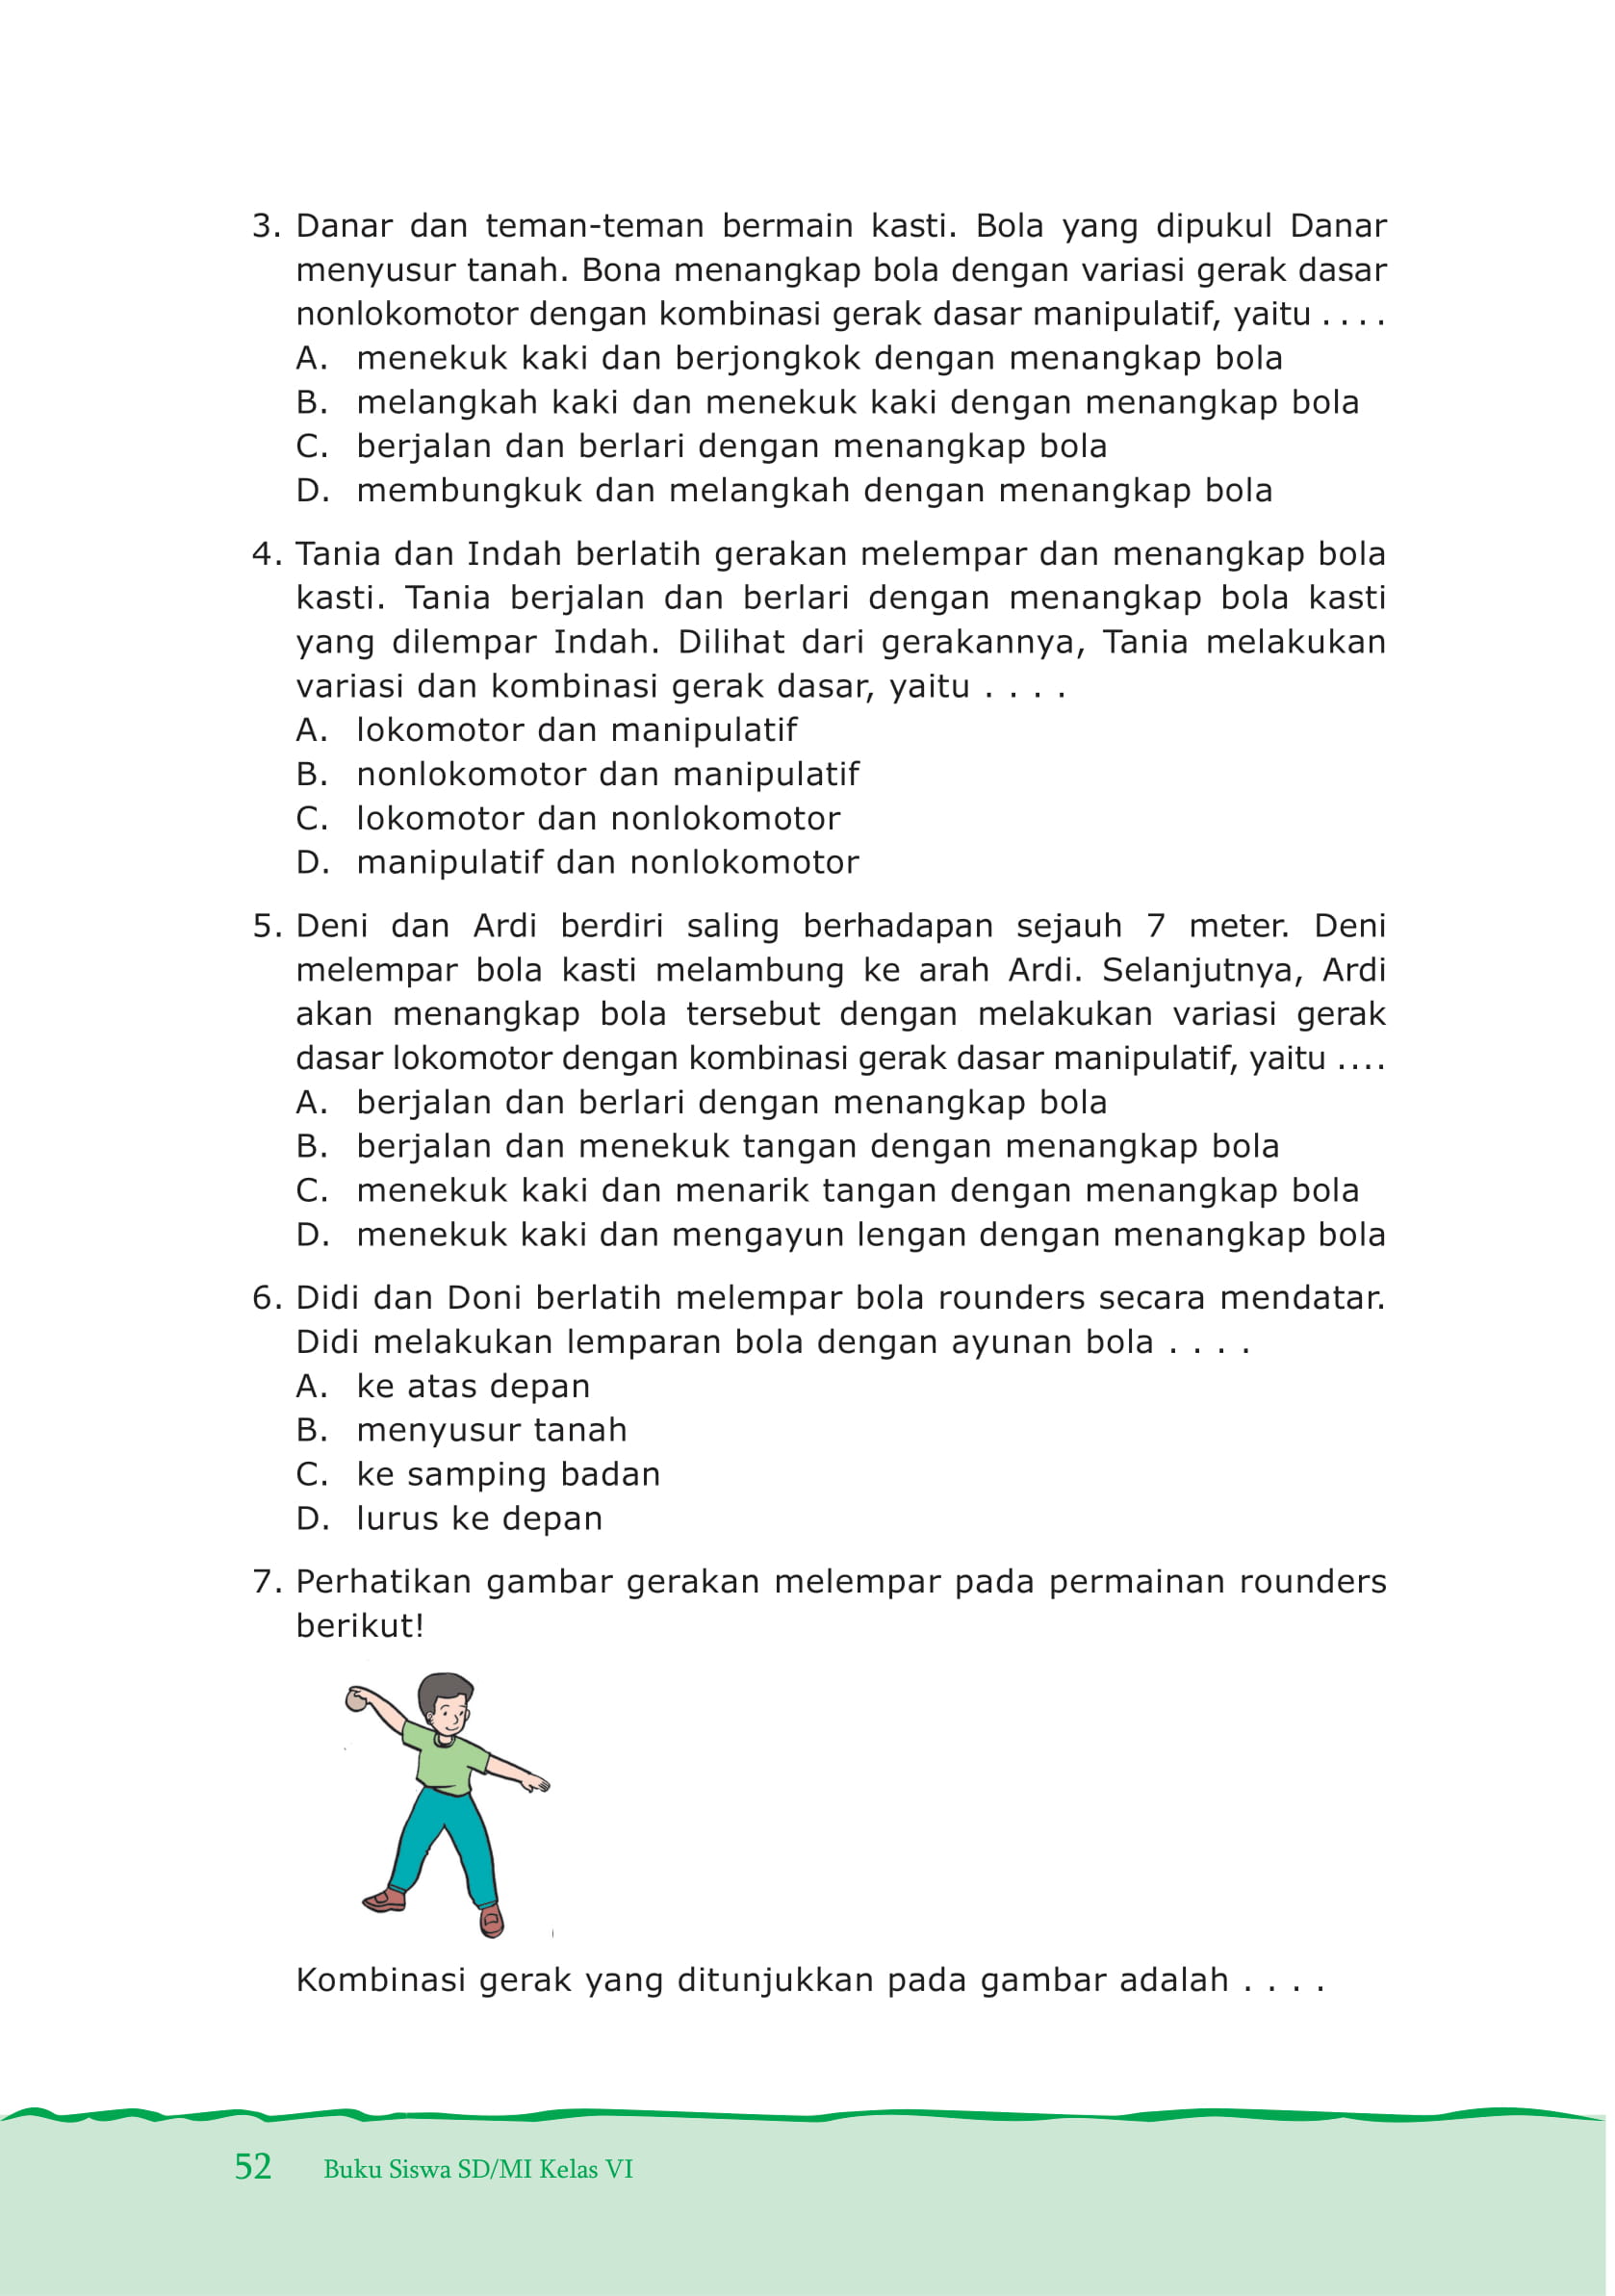 3. Danar dan teman-teman bermain kasti. Bola yang dipukul Danar
menyusur tanah. Bona menangkap bola dengan variasi gerak dasar
nonlokomotor dengan kombinasi gerak dasar manipulatif, yaitu . . . .
A. menekuk kaki dan berjongkok dengan menangkap bola
B. melangkah kaki dan menekuk kaki dengan menangkap bola
C. berjalan dan berlari dengan menangkap bola
D. membungkuk dan melangkah dengan menangkap bola
4. Tania dan Indah berlatih gerakan melempar dan menangkap bola
kasti. Tania berjalan dan berlari dengan menangkap bola kasti
yang dilempar Indah. Dilihat dari gerakannya, Tania melakukan
variasi dan kombinasi gerak dasar, yaitu . . . .
A. lokomotor dan manipulatif
B. nonlokomotor dan manipulatif
C. lokomotor dan nonlokomotor
D. manipulatif dan nonlokomotor
5. Deni dan Ardi berdiri saling berhadapan sejauh 7 meter. Deni
melempar bola kasti melambung ke arah Ardi. Selanjutnya, Ardi
akan menangkap bola tersebut dengan melakukan variasi gerak
dasar lokomotor dengan kombinasi gerak dasar manipulatif, yaitu . . . .
A. berjalan dan berlari dengan menangkap bola
B. berjalan dan menekuk tangan dengan menangkap bola
C. menekuk kaki dan menarik tangan dengan menangkap bola
D. menekuk kaki dan mengayun lengan dengan menangkap bola
6. Didi dan Doni berlatih melempar bola rounders secara mendatar.
Didi melakukan lemparan bola dengan ayunan bola . . . .
A. ke atas depan
B. menyusur tanah
C. ke samping badan
D. lurus ke depan
7. Perhatikan gambar gerakan melempar pada permainan rounders
berikut!
Kombinasi gerak yang ditunjukkan pada gambar adalah . . . .
52 Buku Siswa SD/MI Kelas VI